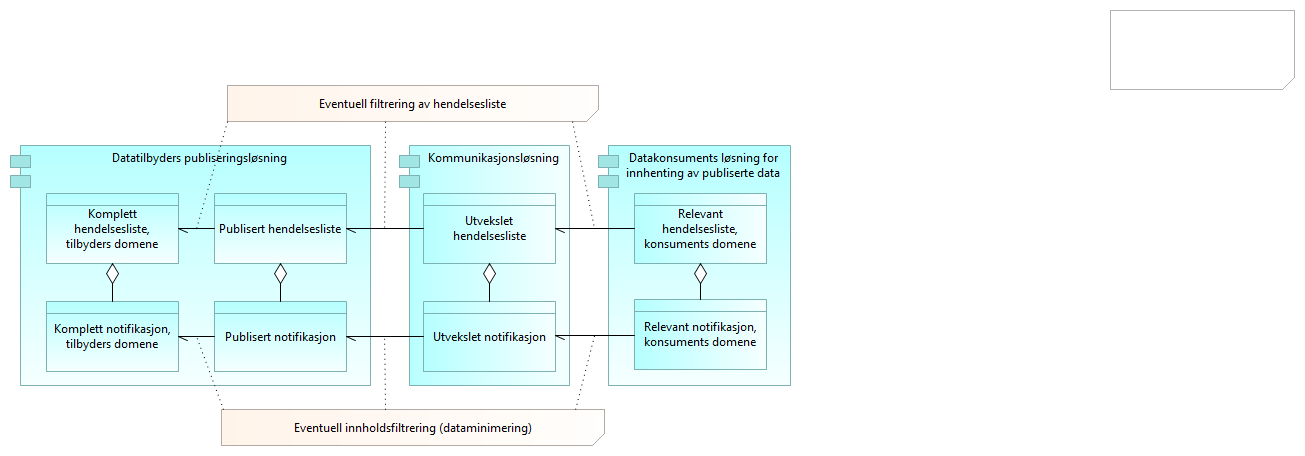 Eventuell filtrering av hendelsesliste
Datatilbyders publiseringsløsning
Kommunikasjonsløsning
Datakonsuments løsning for
innhenting av publiserte data
Komplett
hendelsesliste,
tilbyders domene
Publisert hendelsesliste
Utvekslet
hendelsesliste
Relevant
hendelsesliste,
konsuments domene
Komplett notifikasjon,
tilbyders domene
Publisert notifikasjon
Utvekslet notifikasjon
Relevant notifikasjon,
konsuments domene
Eventuell innholdsfiltrering (dataminimering)